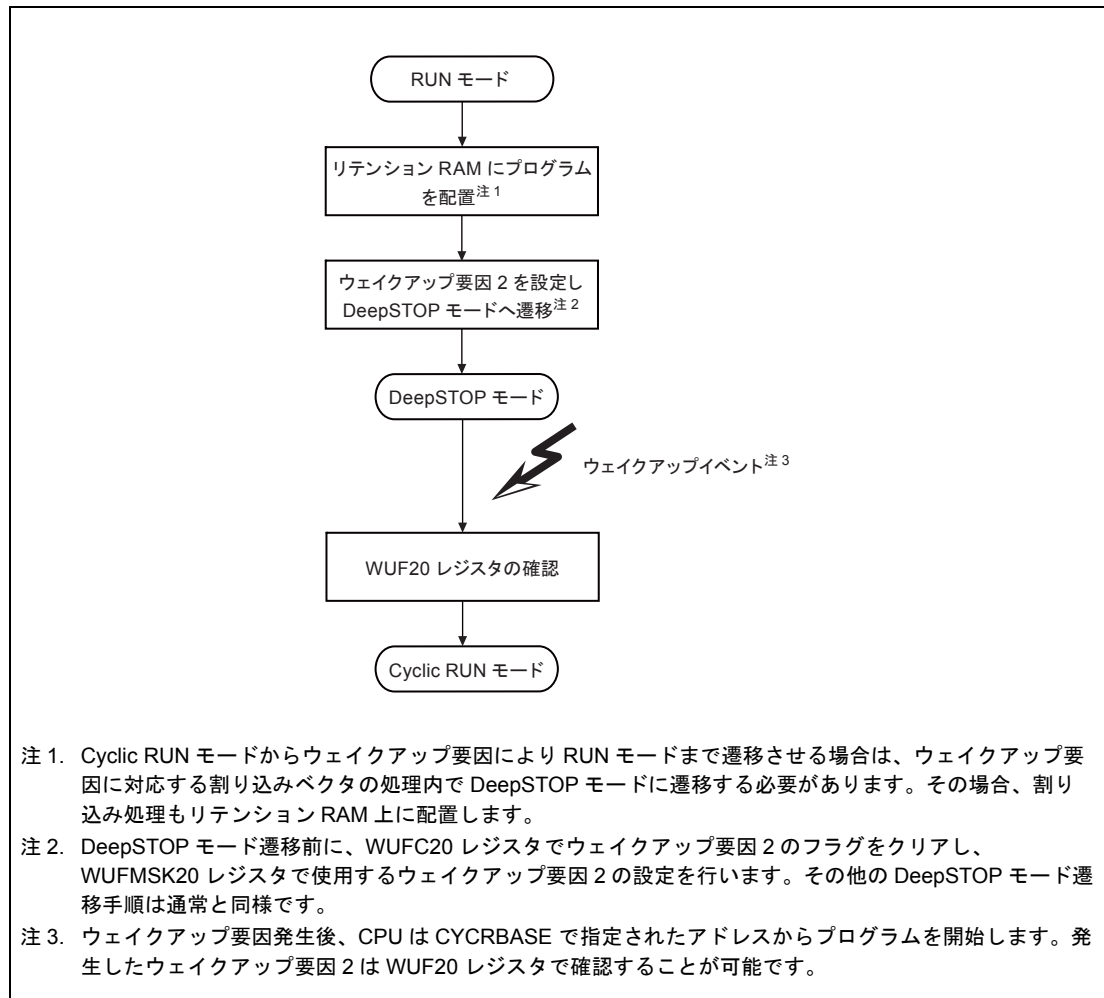 RUN モード
リテンション RAM にプログラム
を配置注 1
ウェイクアップ要因 2 を設定し
DeepSTOP モードへ遷移注 2
DeepSTOP モード
ウェイクアップイベント注 3
WUF20 レジスタの確認
Cyclic RUN モード
注 1. Cyclic RUN モードからウェイクアップ要因により RUN モードまで遷移させる場合は、ウェイクアップ要
因に対応する割り込みベクタの処理内で DeepSTOP モードに遷移する必要があります。その場合、割り
込み処理もリテンション RAM 上に配置します。
注 2. DeepSTOP モード遷移前に、WUFC20 レジスタでウェイクアップ要因 2 のフラグをクリアし、
WUFMSK20 レジスタで使用するウェイクアップ要因 2 の設定を行います。その他の DeepSTOP モード遷
移手順は通常と同様です。
注 3. ウェイクアップ要因発生後、CPU は CYCRBASE で指定されたアドレスからプログラムを開始します。発
生したウェイクアップ要因 2 は WUF20 レジスタで確認することが可能です。